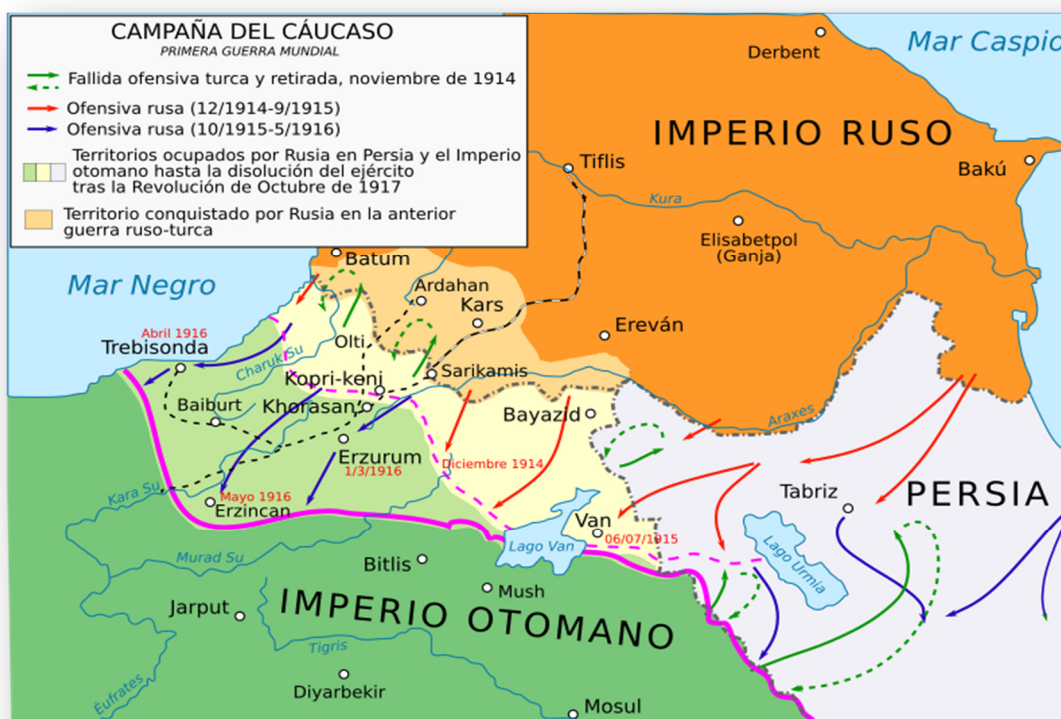 CAMPAÑA DEL CÁUCASO
PRIMERA GUERRA MUNDIAL
Fallida ofensiva turca y retirada, noviembre de 1914
Ofensiva rusa (12/1914-9/1915)
Ofensiva rusa (10/1915-5/1916)
Territorios ocupados por Rusia en Persia y el Imperio
otomano hasta la disolución del ejército
tras la Revolución de Octubre de 1917
Territorio conquistado por Rusia en la anterior
guerra ruso-turca
Mar Caspio
Derbent
IMPERIO RUSO
Tiflis
Bakú
Kura
Elisabetpol
(Ganja)
Batum
Mar Negro
Ardahan
Kars
Ereván
Abril 1916
Trebisonda
Olti
Charuk Su
Sarikamis
Kopri-keni
Baiburt
Khorasan
Bayazid
Araxes
Erzurum
1/3/1916
Diciembre 1914
Kara Su
Mayo 1916
Erzincan
Tabriz
PERSIA
Van
06/07/1915
Lago Van
Lago Urmia
Murad Su
Bitlis
Mush
Jarput
IMPERIO OTOMANO
Tigris
Éufrates
Diyarbekir
Mosul